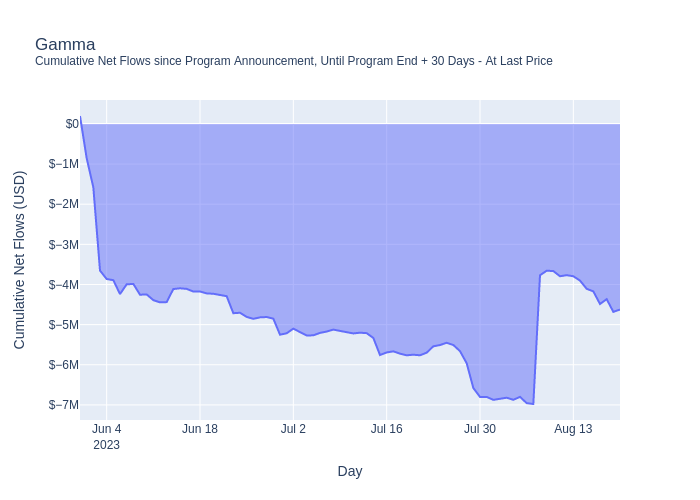 Gamma
Cumulative Net Flows since Program Announcement, Until Program End + 30 Days - At Last Price
$0
$−1M
$−2M
$−3M
$−4M
$−5M
$−6M
$−7M
Cumulative Net Flows (USD)
Jun 4
2023
Jun 18
Jul 2
Jul 16
Jul 30
Aug 13
Day